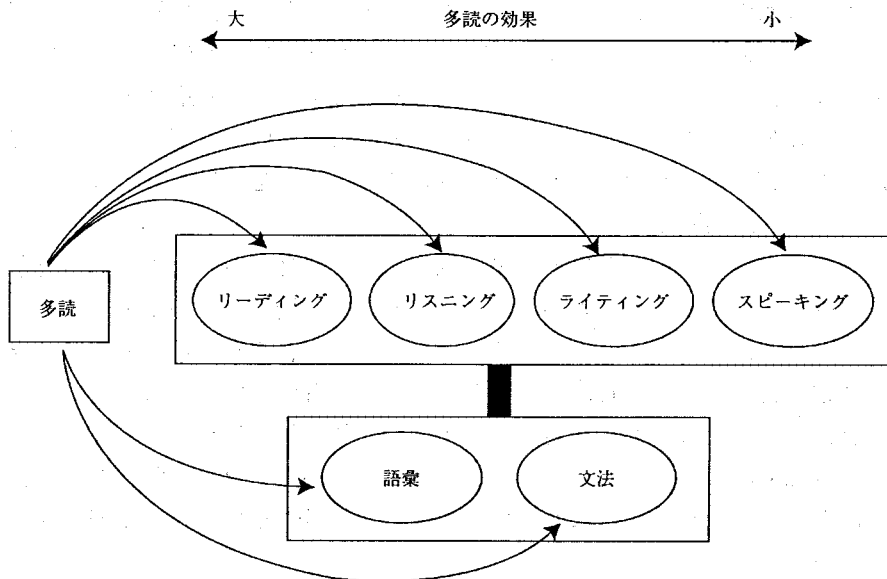 大 多読の効果 小
多読
リーディング リスニング ライティング スピーキング
語彙 文法